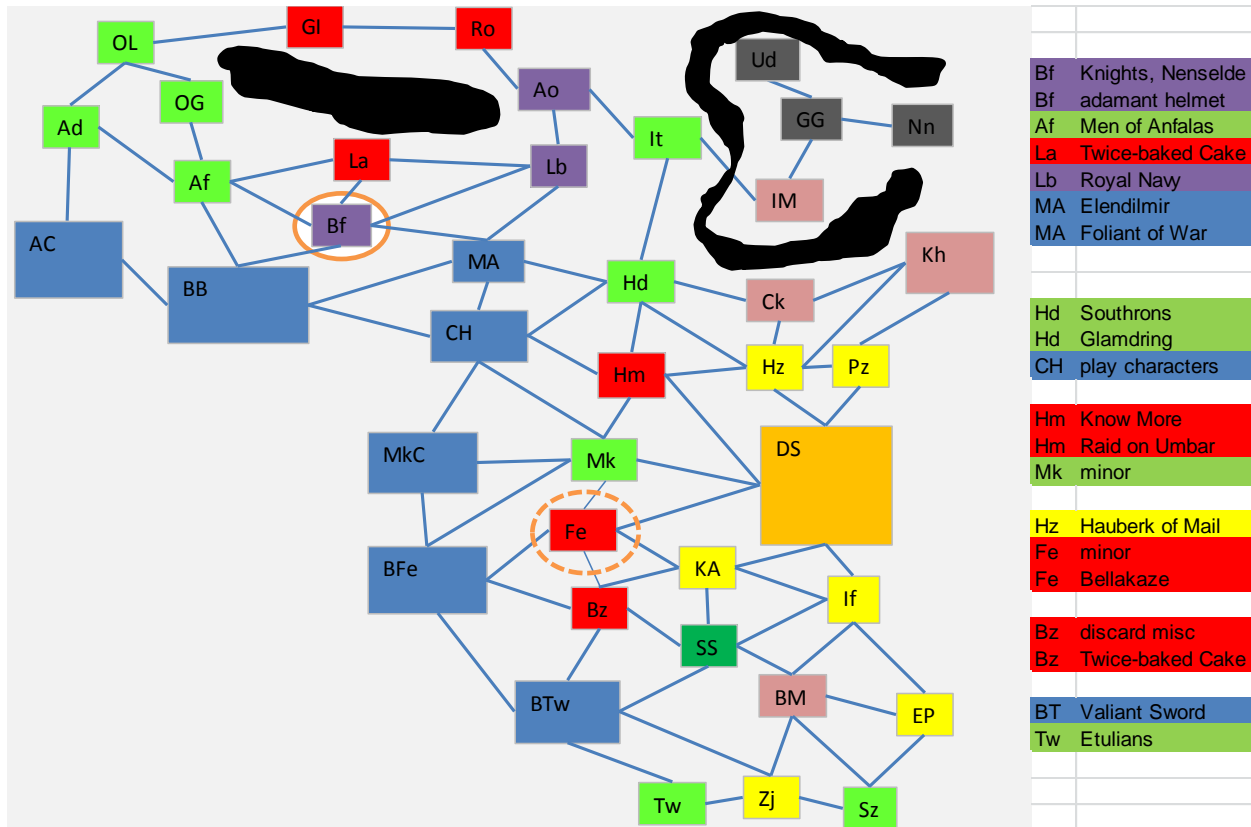 Gl
Ro
OL
Ud
Ao
OG
GG
Nn
Ad
It
La
Lb
Af
IM
Bf
AC
MA
Kh
BB
Hd
Ck
CH
Hm
Hz
Pz
MkC
Mk
DS
Fe
BFe
KA
If
Bz
SS
BTw
BM
EP
Tw
Zj
Sz
Bf Knights, Nenselde
Bf adamant helmet
Af Men of Anfalas
La Twice-baked Cake
Lb Royal Navy
MA Elendilmir
MA Foliant of War
Hd Southrons
Hd Glamdring
CH play characters
Hm Know More
Hm Raid on Umbar
Mk minor
Hz Hauberk of Mail
Fe minor
Fe Bellakaze
Bz discard misc
Bz Twice-baked Cake
BT Valiant Sword
Tw Etulians